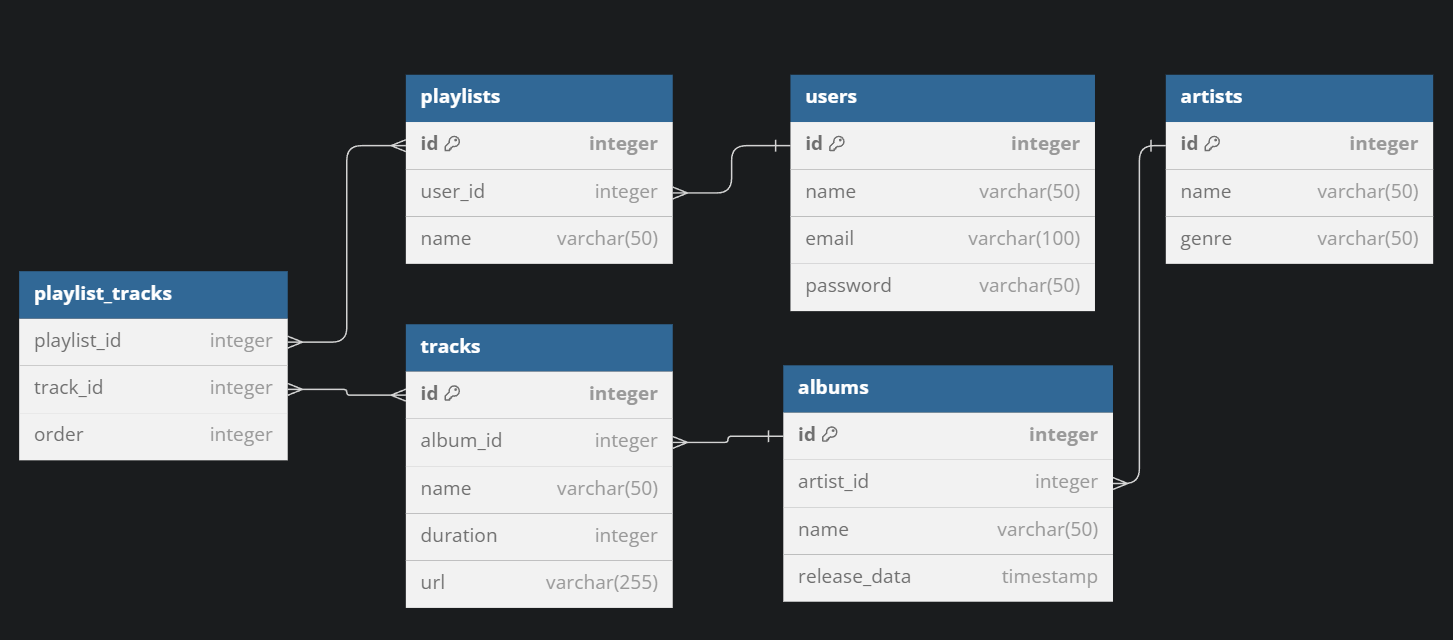 playlists
id integer
user_id integer
name varchar(50)
users
id integer
name varchar(50)
email varchar(100)
password varchar(50)
artists
id integer
name varchar(50)
genre varchar(50)
playlist_tracks
playlist_id integer
track_id integer
order integer
tracks
id integer
album_id integer
name varchar(50)
duration integer
url varchar(255)
albums
id integer
artist_id integer
name varchar(50)
release_data timestamp